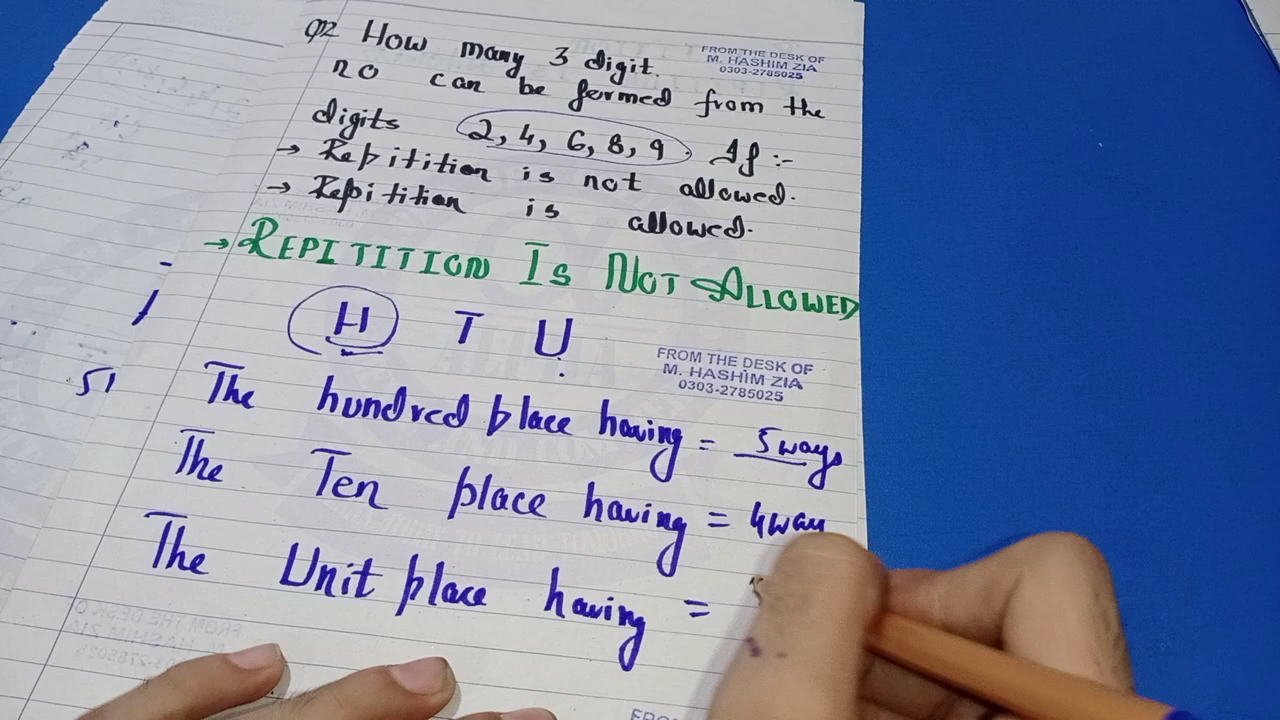 Q2 How many 3 digit.
no can be formed from the
digits 2, 4, 6, 8, 9. If :-
→ Repitition is not allowed.
→ Repitition is allowed.
FROM THE DESK OF
M. HASHIM ZIA
0303-2785025
→ REPITITION IS NOT ALLOWED
H T U
FROM THE DESK OF
M. HASHIM ZIA
0303-2785025
The hundred place having = 5 ways
The Ten place having = 4 way
The Unit place having =